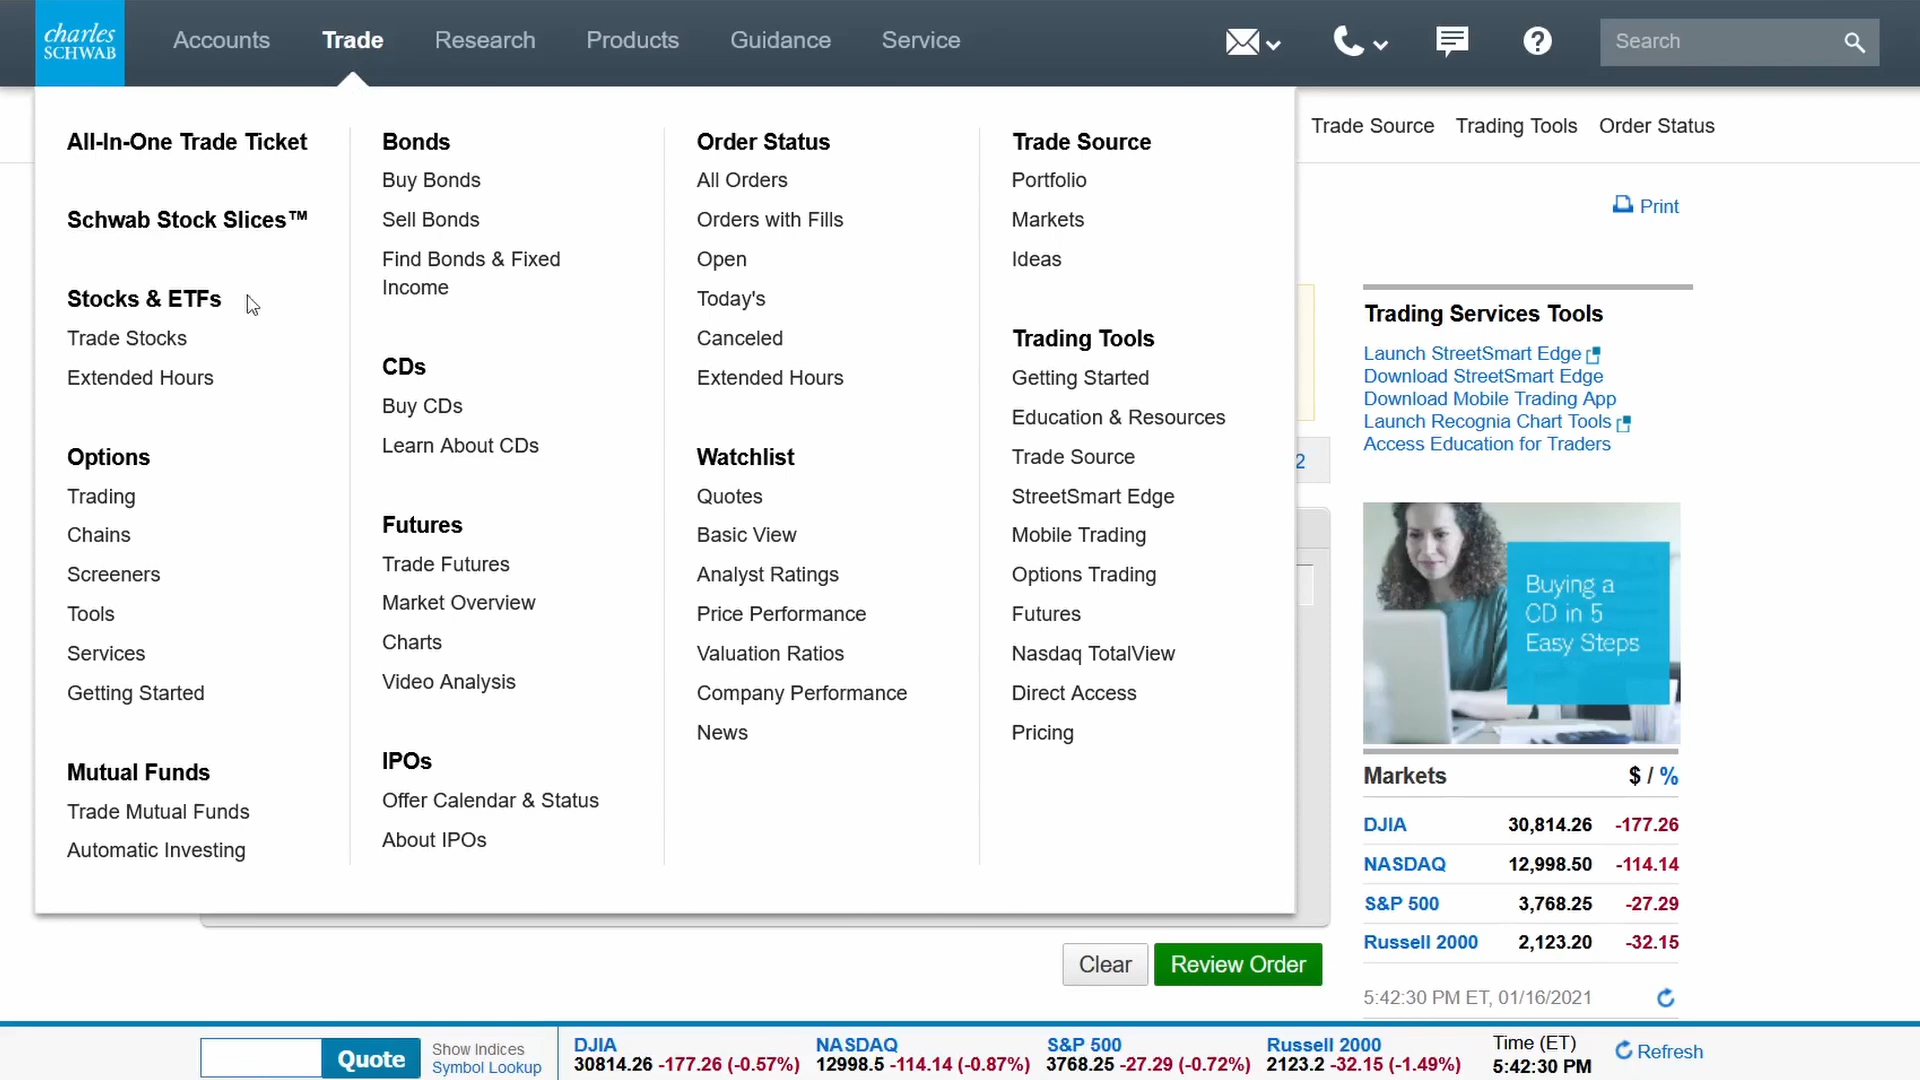 charles
SCHWAB
Accounts
Trade
Research
Products
Guidance
Service
Search
All-In-One Trade Ticket
Schwab Stock Slices™
Stocks & ETFs
Trade Stocks
Extended Hours
Options
Trading
Chains
Screeners
Tools
Services
Getting Started
Mutual Funds
Trade Mutual Funds
Automatic Investing
Bonds
Buy Bonds
Sell Bonds
Find Bonds & Fixed
Income
CDs
Buy CDs
Learn About CDs
Futures
Trade Futures
Market Overview
Charts
Video Analysis
IPOs
Offer Calendar & Status
About IPOs
Order Status
All Orders
Orders with Fills
Open
Today's
Canceled
Extended Hours
Watchlist
Quotes
Basic View
Analyst Ratings
Price Performance
Valuation Ratios
Company Performance
News
Trade Source
Portfolio
Markets
Ideas
Trading Tools
Getting Started
Education & Resources
Trade Source
StreetSmart Edge
Mobile Trading
Options Trading
Futures
Nasdaq TotalView
Direct Access
Pricing
Trade Source Trading Tools Order Status
Print
2
Trading Services Tools
Launch StreetSmart Edge
Download StreetSmart Edge
Download Mobile Trading App
Launch Recognia Chart Tools
Access Education for Traders
Buying a
CD in 5
Easy Steps
Markets $ / %
DJIA 30,814.26 -177.26
NASDAQ 12,998.50 -114.14
S&P 500 3,768.25 -27.29
Russell 2000 2,123.20 -32.15
5:42:30 PM ET, 01/16/2021
Clear
Review Order
Quote
Show Indices
Symbol Lookup
DJIA
30814.26 -177.26 (-0.57%)
NASDAQ
12998.5 -114.14 (-0.87%)
S&P 500
3768.25 -27.29 (-0.72%)
Russell 2000
2123.2 -32.15 (-1.49%)
Time (ET)
5:42:30 PM
Refresh